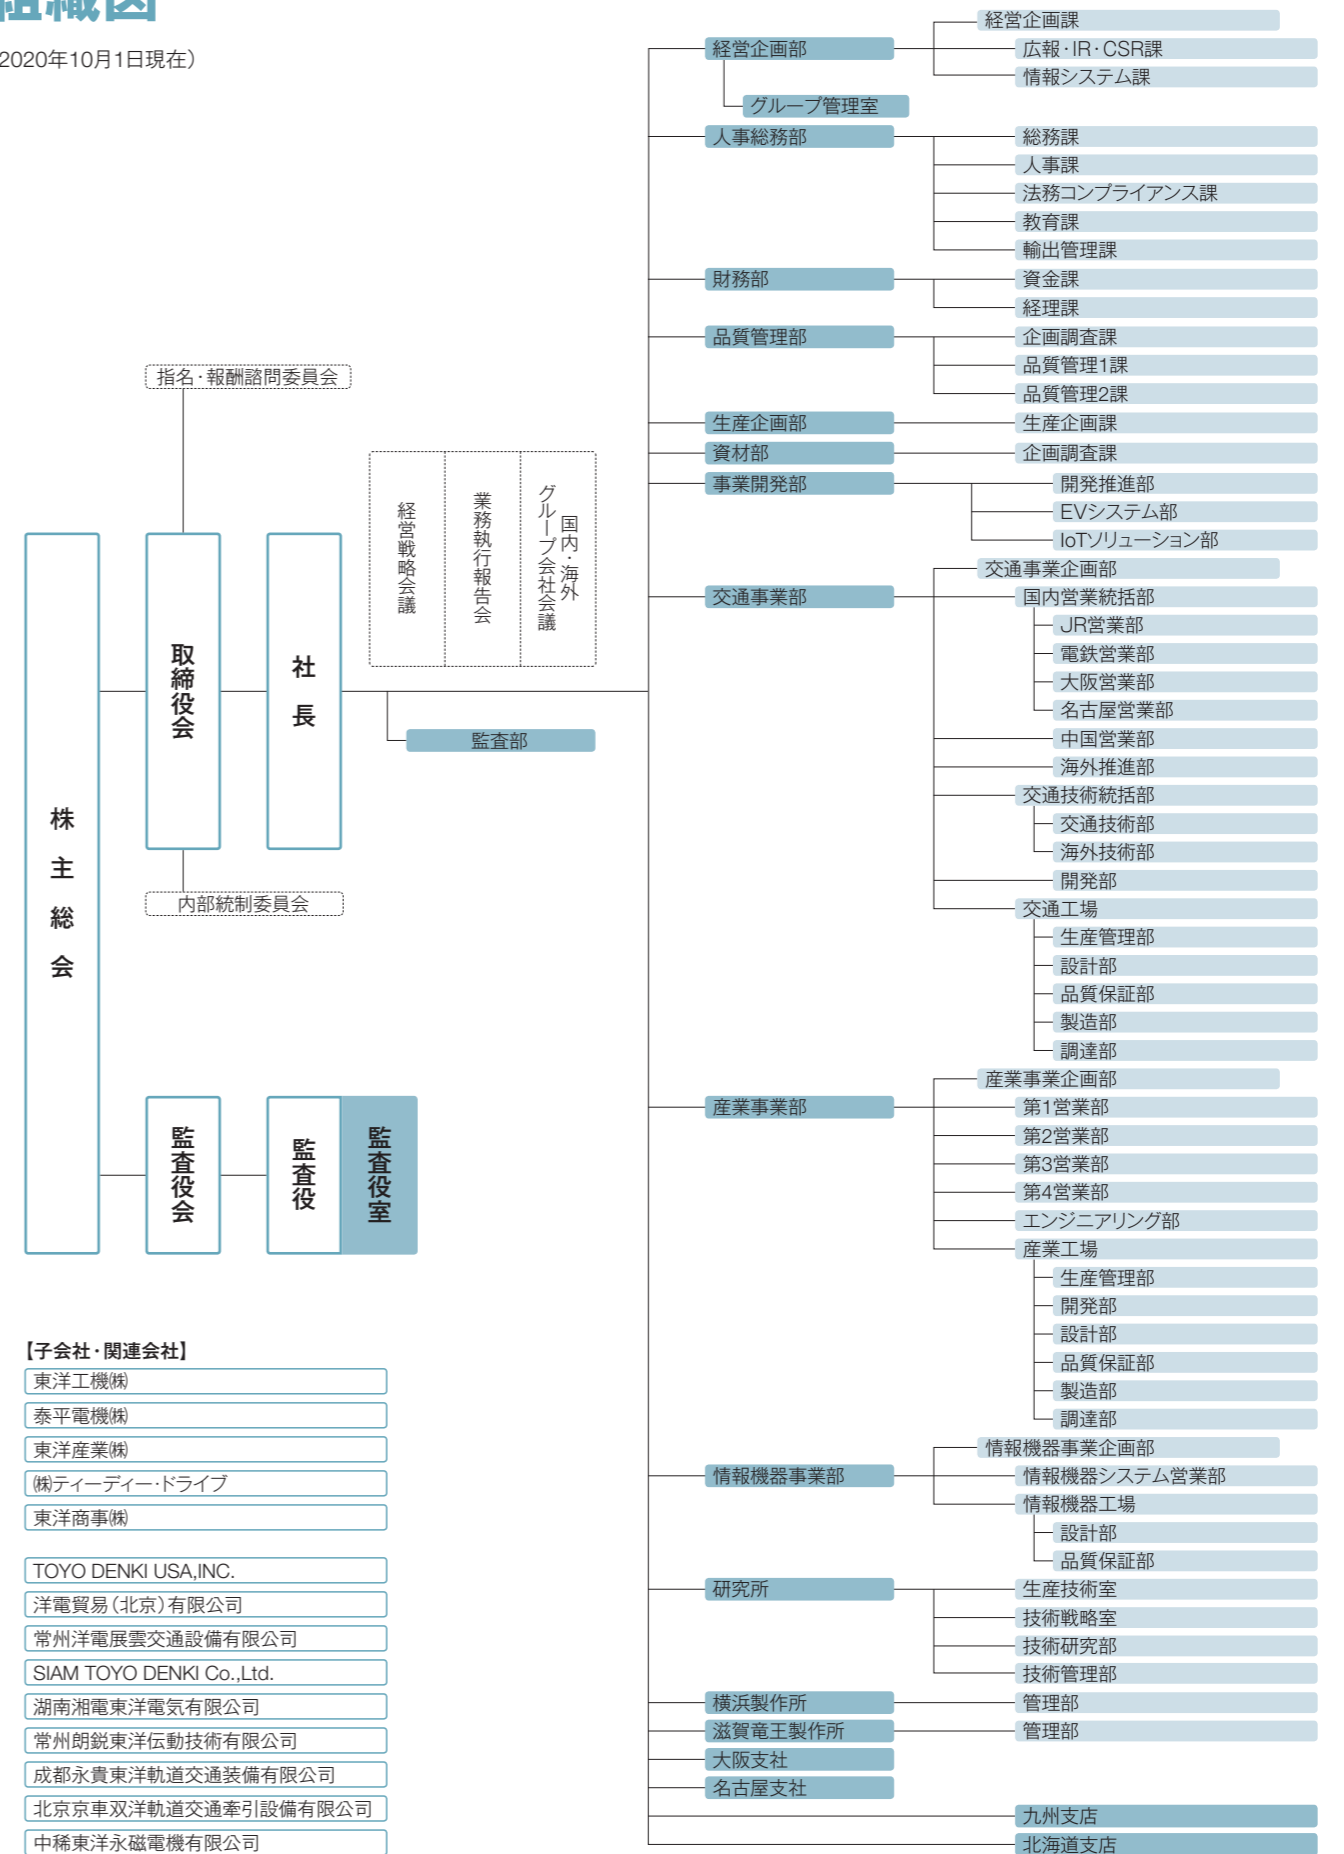 組織図
2020年10月1日現在）
指名・報酬諮問委員会
経営戦略会議
業務執行報告会
国内・海外
グループ会社会議
株主総会
取締役会
社長
監査部
内部統制委員会
監査役会
監査役
監査役室
【子会社・関連会社】
東洋工機㈱
泰平電機㈱
東洋産業㈱
㈱ティーディー・ドライブ
東洋商事㈱
TOYO DENKI USA,INC.
洋電貿易（北京）有限公司
常州洋電展雲交通設備有限公司
SIAM TOYO DENKI Co.,Ltd.
湖南湘電東洋電気有限公司
常州朗鋭東洋伝動技術有限公司
成都永貴東洋軌道交通装備有限公司
北京京車双洋軌道交通牽引設備有限公司
中稀東洋永磁電機有限公司
経営企画部
経営企画課
広報・IR・CSR課
情報システム課
グループ管理室
人事総務部
総務課
人事課
法務コンプライアンス課
教育課
輸出管理課
財務部
資金課
経理課
品質管理部
企画調査課
品質管理1課
品質管理2課
生産企画部
生産企画課
資材部
企画調査課
事業開発部
開発推進部
EVシステム部
IoTソリューション部
交通事業部
交通事業企画部
国内営業統括部
JR営業部
電鉄営業部
大阪営業部
名古屋営業部
中国営業部
海外推進部
交通技術統括部
交通技術部
海外技術部
開発部
交通工場
生産管理部
設計部
品質保証部
製造部
調達部
産業事業部
産業事業企画部
第1営業部
第2営業部
第3営業部
第4営業部
エンジニアリング部
産業工場
生産管理部
開発部
設計部
品質保証部
製造部
調達部
情報機器事業部
情報機器事業企画部
情報機器システム営業部
情報機器工場
設計部
品質保証部
研究所
生産技術室
技術戦略室
技術研究部
技術管理部
横浜製作所
管理部
滋賀竜王製作所
管理部
大阪支社
名古屋支社
九州支店
北海道支店